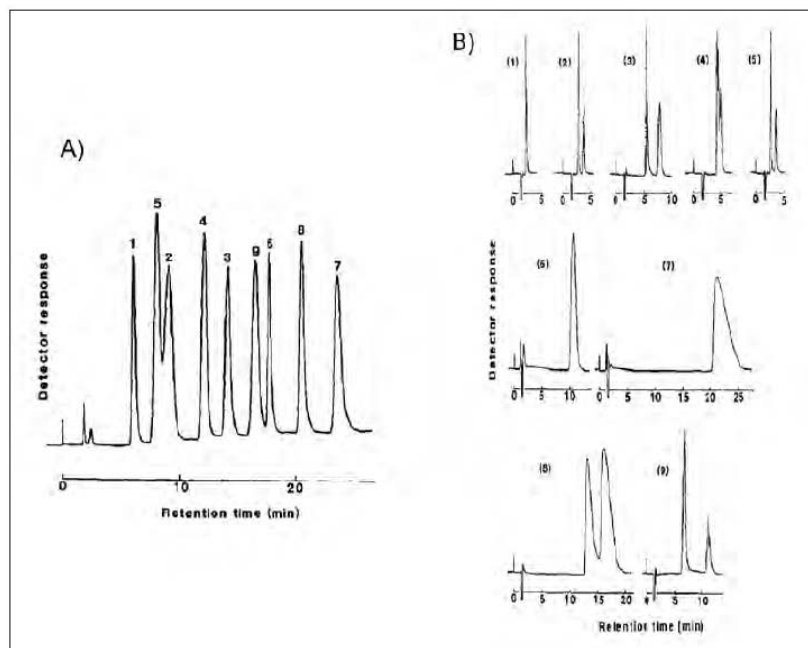 A)
5
1
2
4
3
9
6
8
7
Detector response
0
10
20
Retention time (min)
B)
(1)
(2)
(3)
(4)
(5)
0 5
0 5
0 5 10
0 5
0 5
(6)
(7)
Detector response
0 5 10
0 5 10 15 20 25
(8)
(9)
0 5 10 15 20
5 10
Retention time (min)